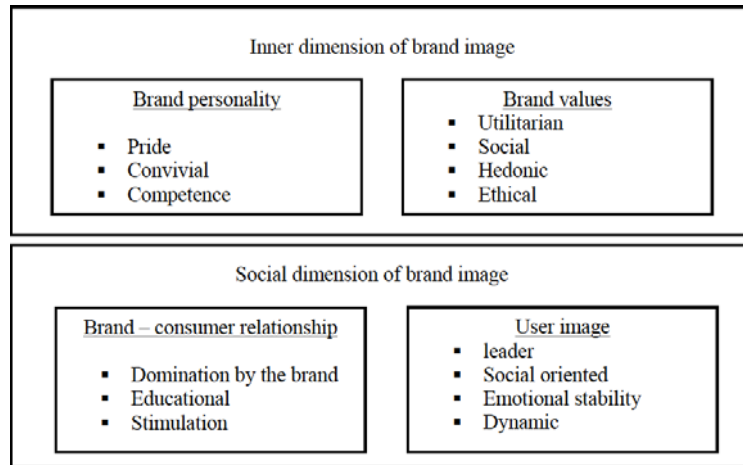 Inner dimension of brand image
Brand personality
▪ Pride
▪ Convivial
▪ Competence
Brand values
▪ Utilitarian
▪ Social
▪ Hedonic
▪ Ethical
Social dimension of brand image
Brand – consumer relationship
▪ Domination by the brand
▪ Educational
▪ Stimulation
User image
▪ leader
▪ Social oriented
▪ Emotional stability
▪ Dynamic